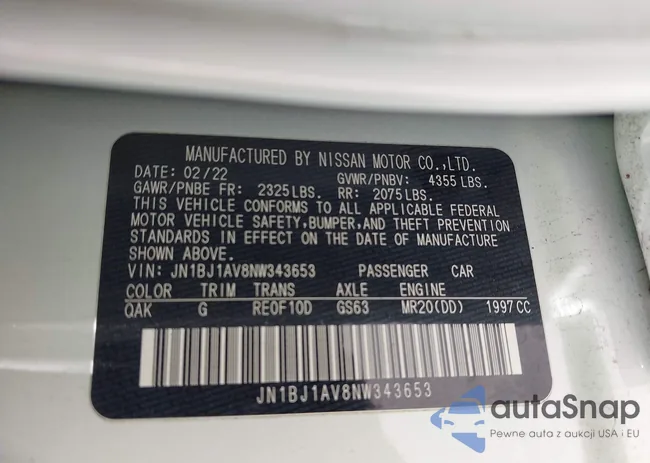 MANUFACTURED BY NISSAN MOTOR CO.,LTD.
DATE: 02/22 GVWR/PNBV: 4355 LBS.
GAWR/PNBE FR: 2325 LBS. RR: 2075 LBS.
THIS VEHICLE CONFORMS TO ALL APPLICABLE FEDERAL
MOTOR VEHICLE SAFETY, BUMPER, AND THEFT PREVENTION
STANDARDS IN EFFECT ON THE DATE OF MANUFACTURE
SHOWN ABOVE.
VIN: JN1BJ1AV8NW343653 PASSENGER CAR
COLOR TRIM TRANS AXLE ENGINE
QAK G RE0F10D GS63 MR20(DD) 1997 CC
JN1BJ1AV8NW343653
autaSnap
Pewne auta z aukcji USA i EU